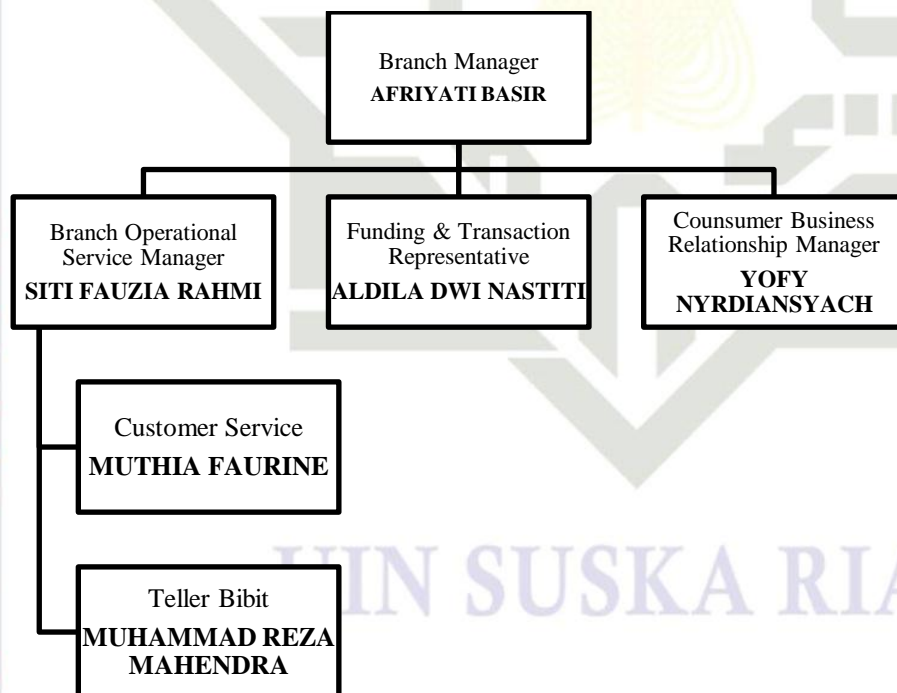 Branch Manager
AFRIYATI BASIR
Branch Operational
Service Manager
SITI FAUZIA RAHMI
Funding & Transaction
Representative
ALDILA DWI NASTITI
Counsumer Business
Relationship Manager
YOFY
NYRDIANSYACH
Customer Service
MUTHIA FAURINE
Teller Bibit
MUHAMMAD REZA
MAHENDRA
UIN SUSKA RIA